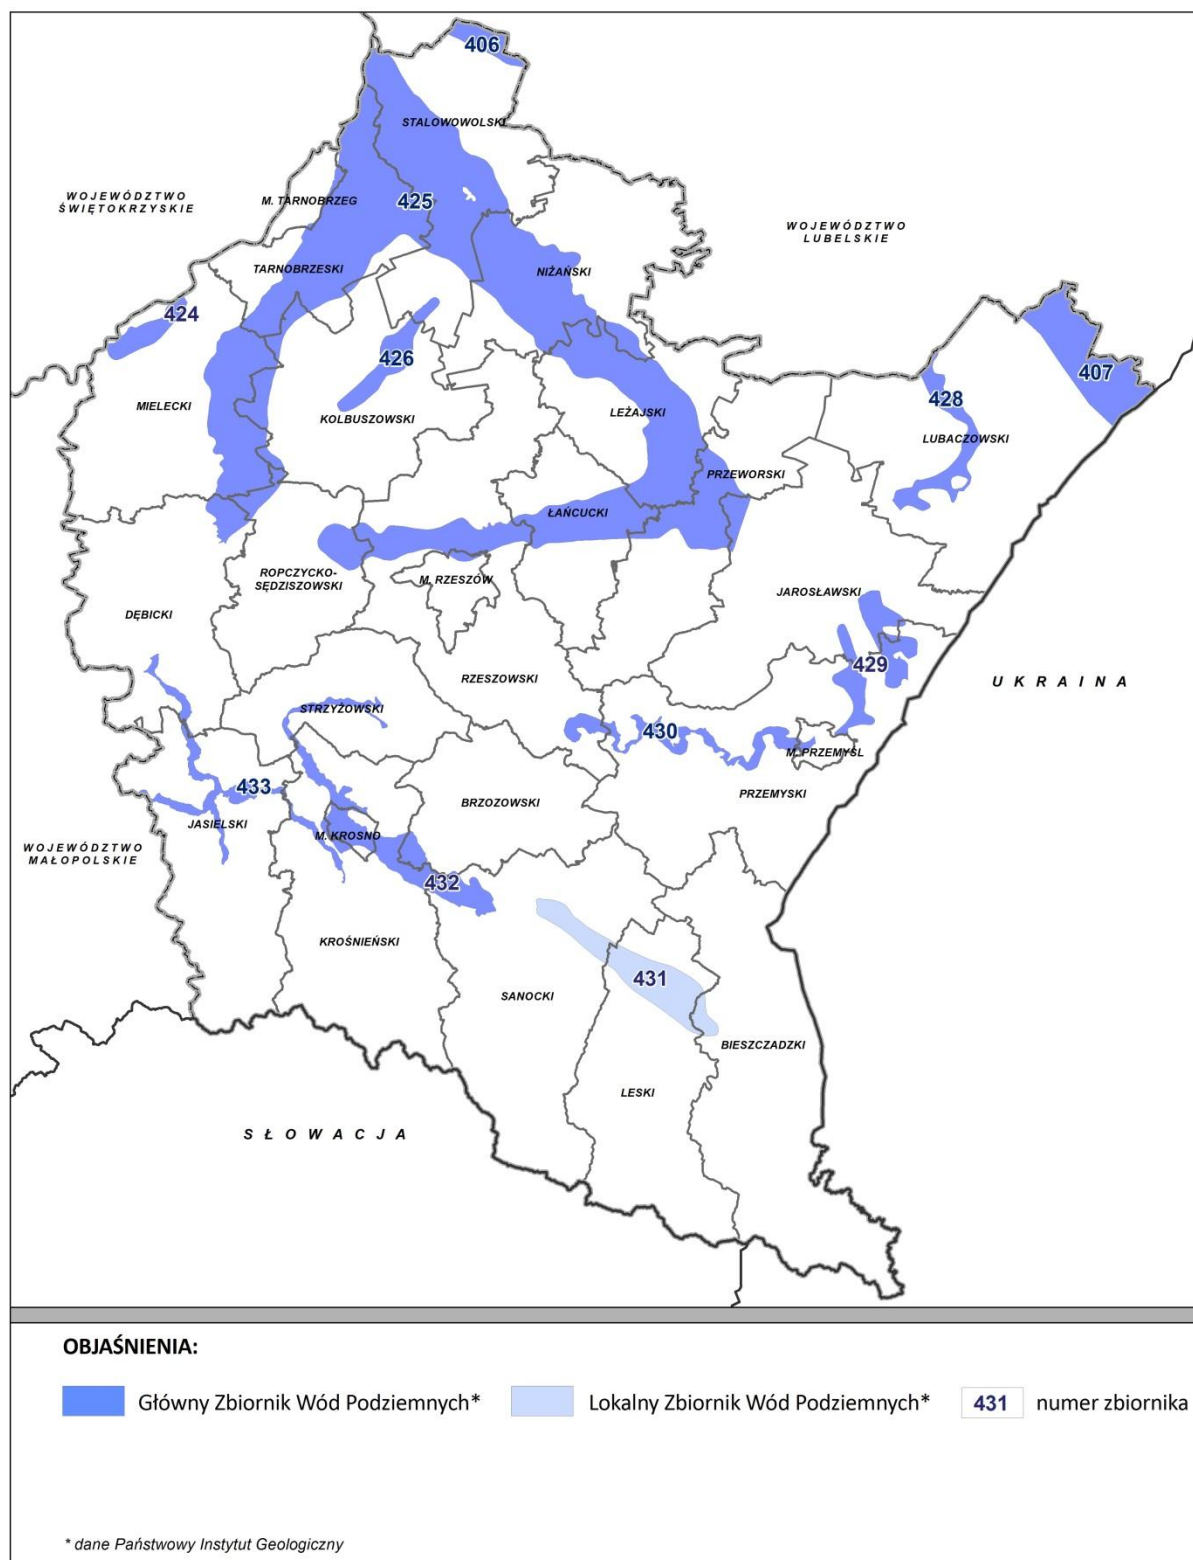 406
STALOWOWOLSKI
WOJEWÓDZTWO
ŚWIĘTOKRZYSKIE
M. TARNOBRZEG
425
WOJEWÓDZTWO
LUBELSKIE
TARNOBRZESKI
NIŻAŃSKI
424
426
407
428
MIELECKI
KOLBUSZOWSKI
LEŻAJSKI
LUBACZOWSKI
PRZEWORSKI
ŁAŃCUCKI
ROPCZYCKO-
SĘDZISZOWSKI
M. RZESZÓW
JAROSŁAWSKI
DĘBICKI
429
RZESZOWSKI
UKRAINA
STRZYŻOWSKI
430
M. PRZEMYŚL
433
PRZEMYSKI
BRZOZOWSKI
JASIELSKI
M. KROSNO
WOJEWÓDZTWO
MAŁOPOLSKIE
432
KROŚNIEŃSKI
431
SANOCKI
BIESZCZADZKI
LESKI
SŁOWACJA
OBJAŚNIENIA:
Główny Zbiornik Wód Podziemnych*
Lokalny Zbiornik Wód Podziemnych*
431 numer zbiornika
* dane Państwowy Instytut Geologiczny